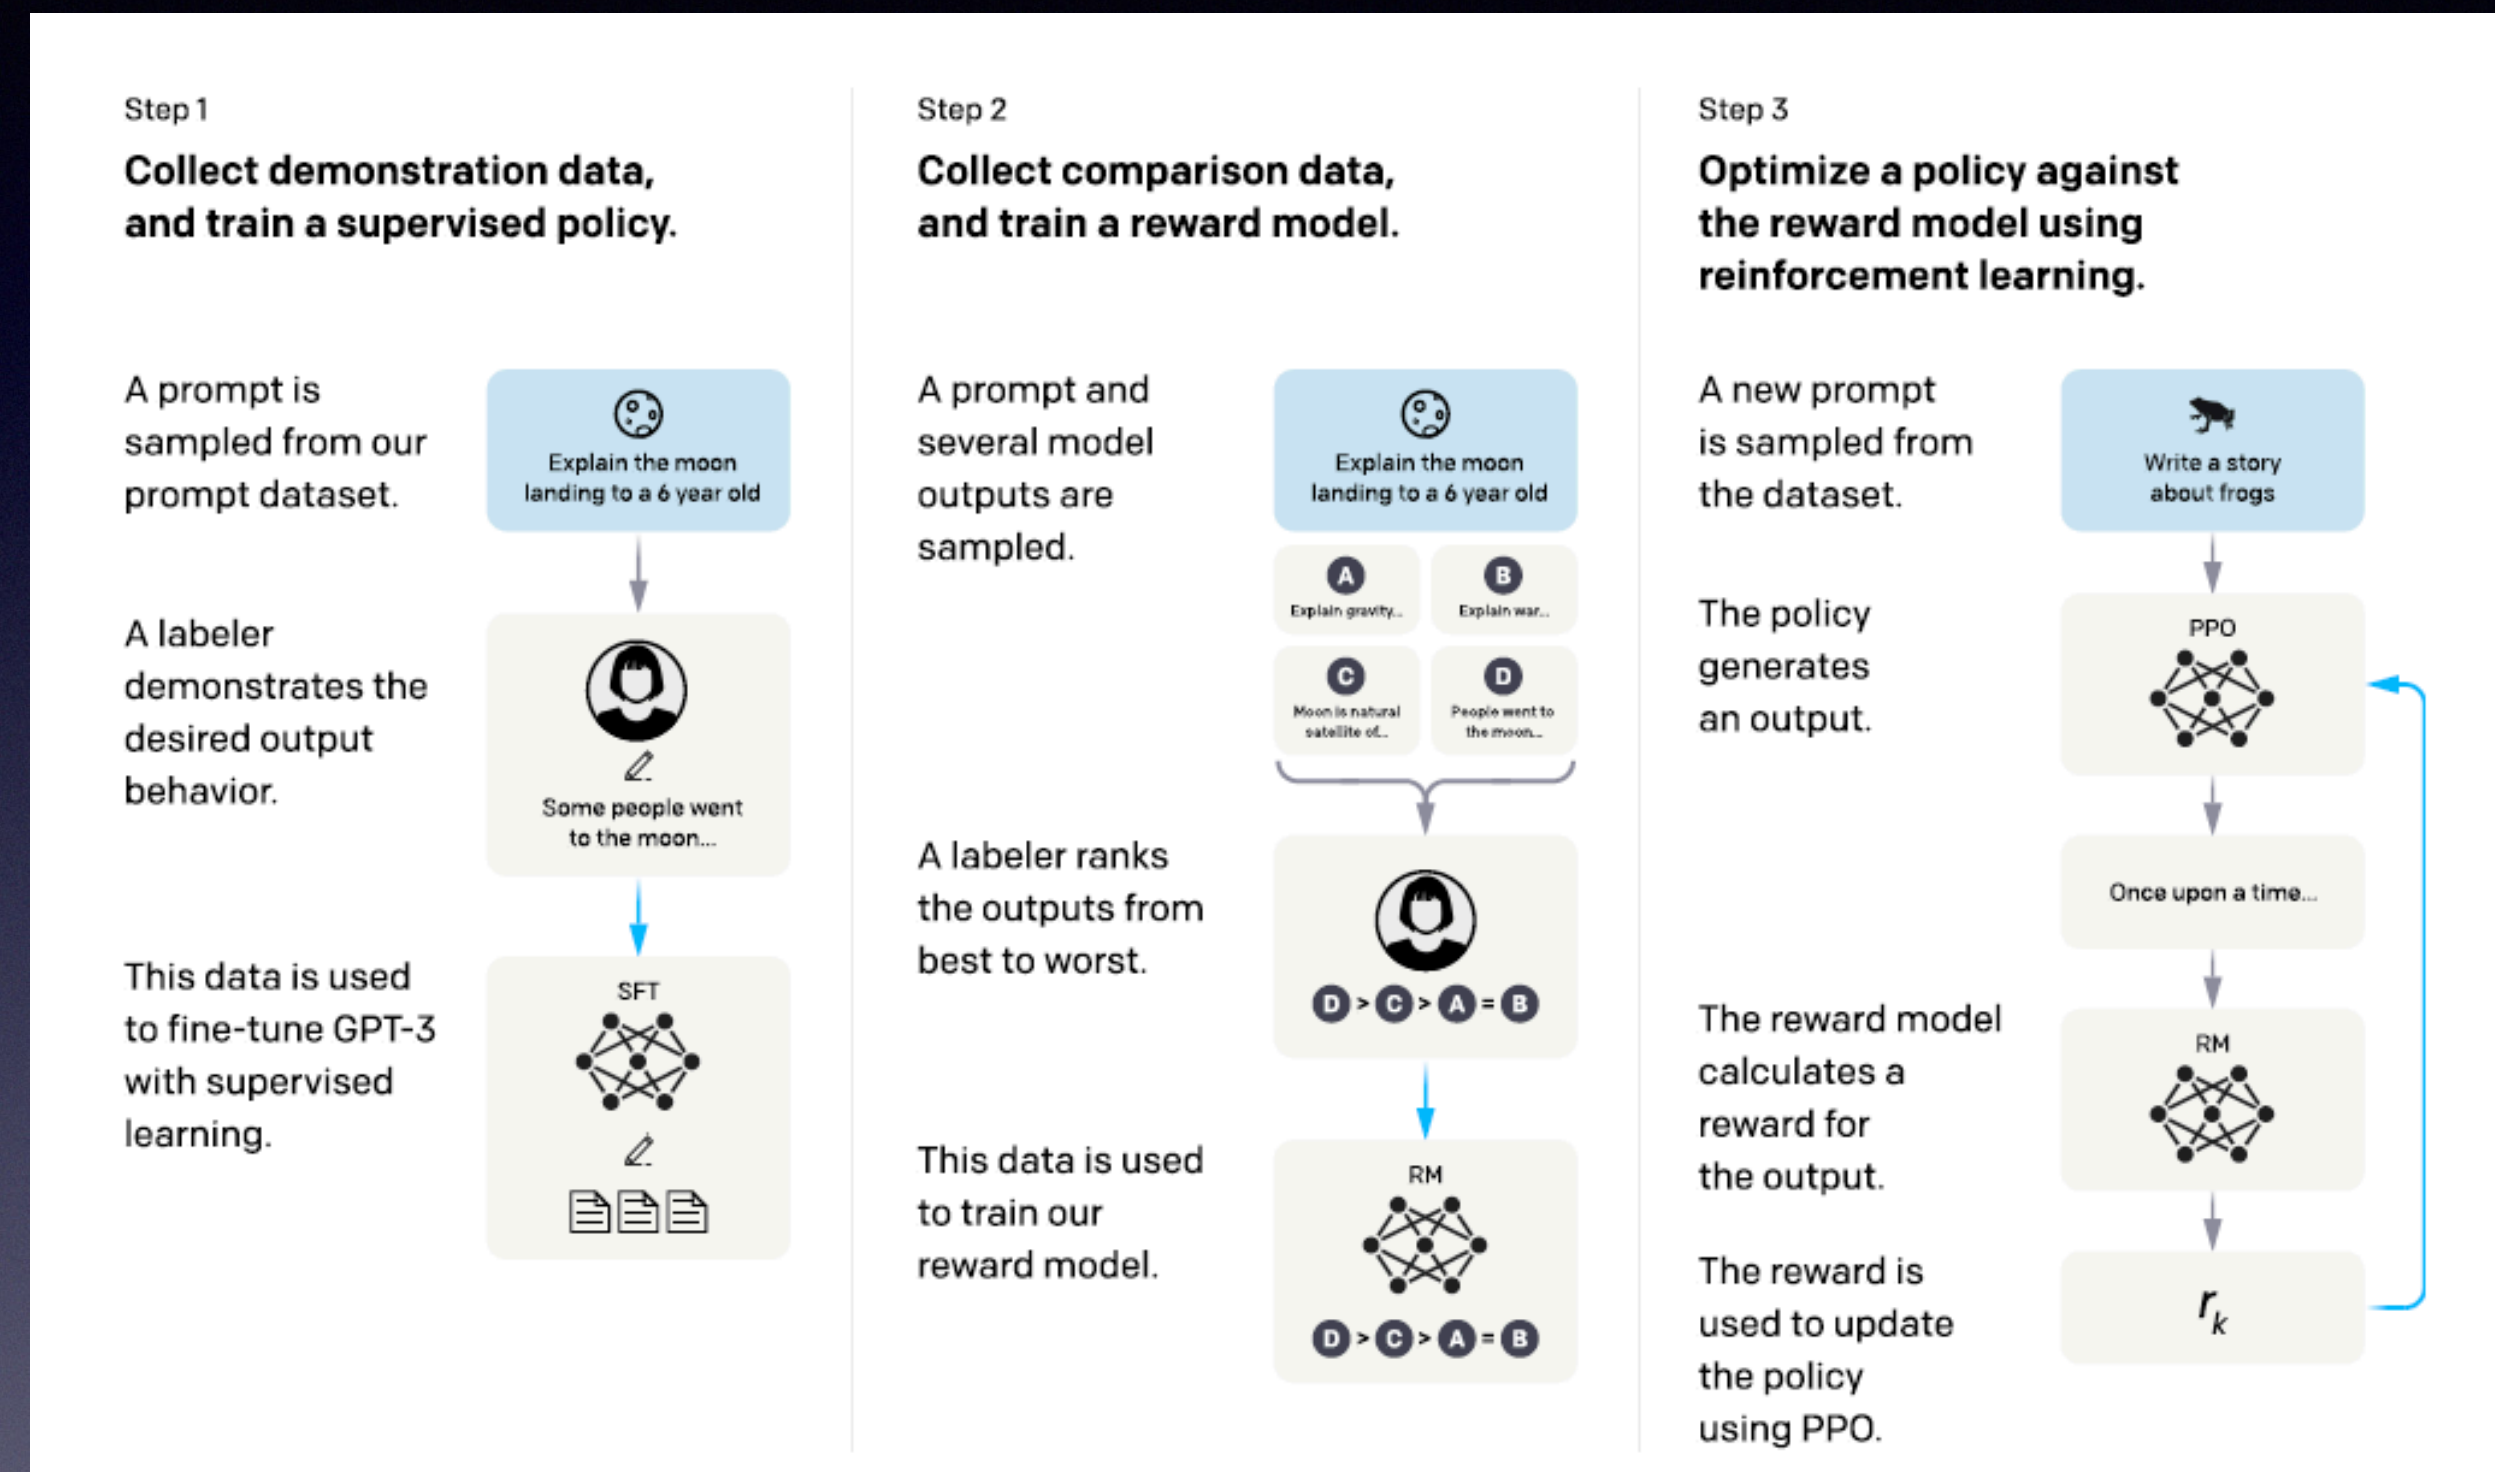 Step 1
Collect demonstration data,
and train a supervised policy.
A prompt is
sampled from our
prompt dataset.
Explain the moon
landing to a 6 year old
A labeler
demonstrates the
desired output
behavior.
Some people went
to the moon...
This data is used
to fine-tune GPT-3
with supervised
learning.
SFT
Step 2
Collect comparison data,
and train a reward model.
A prompt and
several model
outputs are
sampled.
Explain the moon
landing to a 6 year old
A
Explain gravity...
B
Explain war...
C
Moon is natural
satellite of...
D
People went to
the moon...
A labeler ranks
the outputs from
best to worst.
D > C > A = B
This data is used
to train our
reward model.
RM
D > C > A = B
Step 3
Optimize a policy against
the reward model using
reinforcement learning.
A new prompt
is sampled from
the dataset.
Write a story
about frogs
The policy
generates
an output.
PPO
Once upon a time...
The reward model
calculates a
reward for
the output.
RM
The reward is
used to update
the policy
using PPO.
rₖ